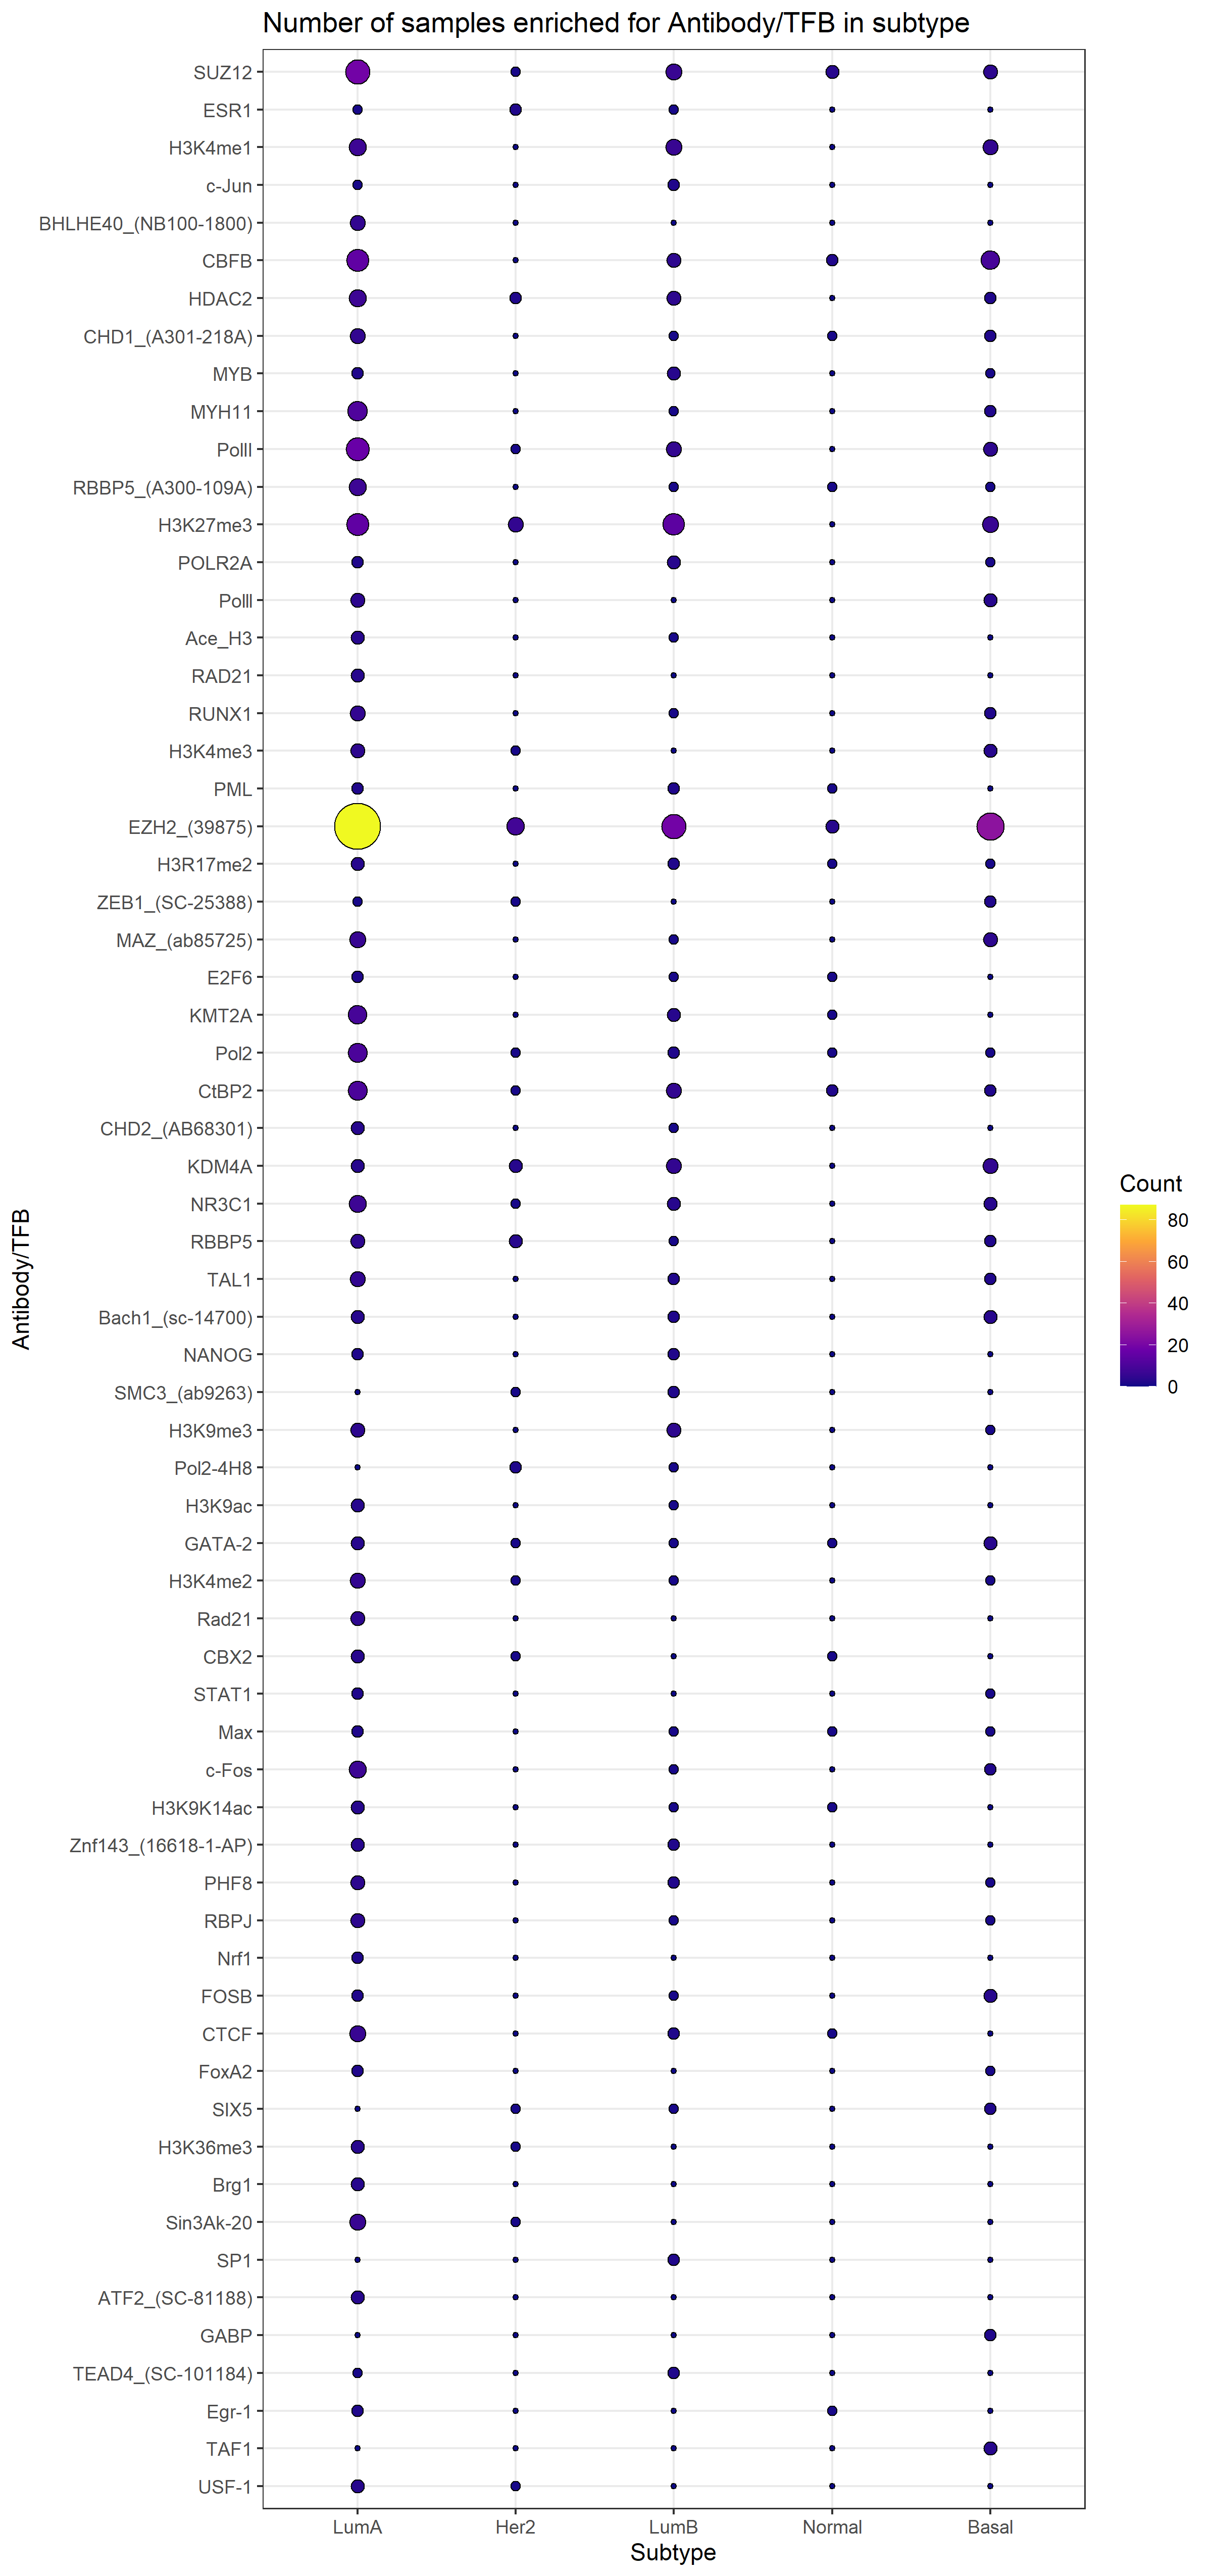 Number of samples enriched for Antibody/TFB in subtype
Antibody/TFB
SUZ12
ESR1
H3K4me1
c-Jun
BHLHE40_(NB100-1800)
CBFB
HDAC2
CHD1_(A301-218A)
MYB
MYH11
PolII
RBBP5_(A300-109A)
H3K27me3
POLR2A
PolII
Ace_H3
RAD21
RUNX1
H3K4me3
PML
EZH2_(39875)
H3R17me2
ZEB1_(SC-25388)
MAZ_(ab85725)
E2F6
KMT2A
Pol2
CtBP2
CHD2_(AB68301)
KDM4A
NR3C1
RBBP5
TAL1
Bach1_(sc-14700)
NANOG
SMC3_(ab9263)
H3K9me3
Pol2-4H8
H3K9ac
GATA-2
H3K4me2
Rad21
CBX2
STAT1
Max
c-Fos
H3K9K14ac
Znf143_(16618-1-AP)
PHF8
RBPJ
Nrf1
FOSB
CTCF
FoxA2
SIX5
H3K36me3
Brg1
Sin3Ak-20
SP1
ATF2_(SC-81188)
GABP
TEAD4_(SC-101184)
Egr-1
TAF1
USF-1
LumA Her2 LumB Normal Basal
Subtype
Count
80
60
40
20
0